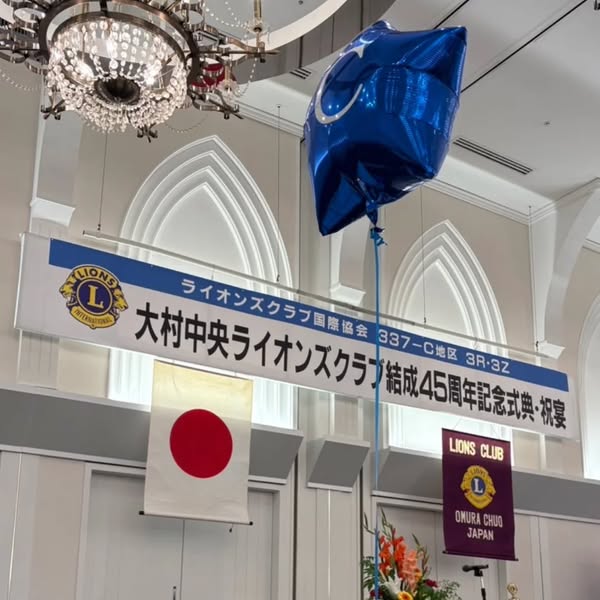 C
LIONS
L
INTERNATIONAL
ライオンズクラブ国際協会 337-C地区 3R・3Z
大村中央ライオンズクラブ結成45周年記念式典・祝宴
LIONS CLUB
L
OMURA CHUO
JAPAN